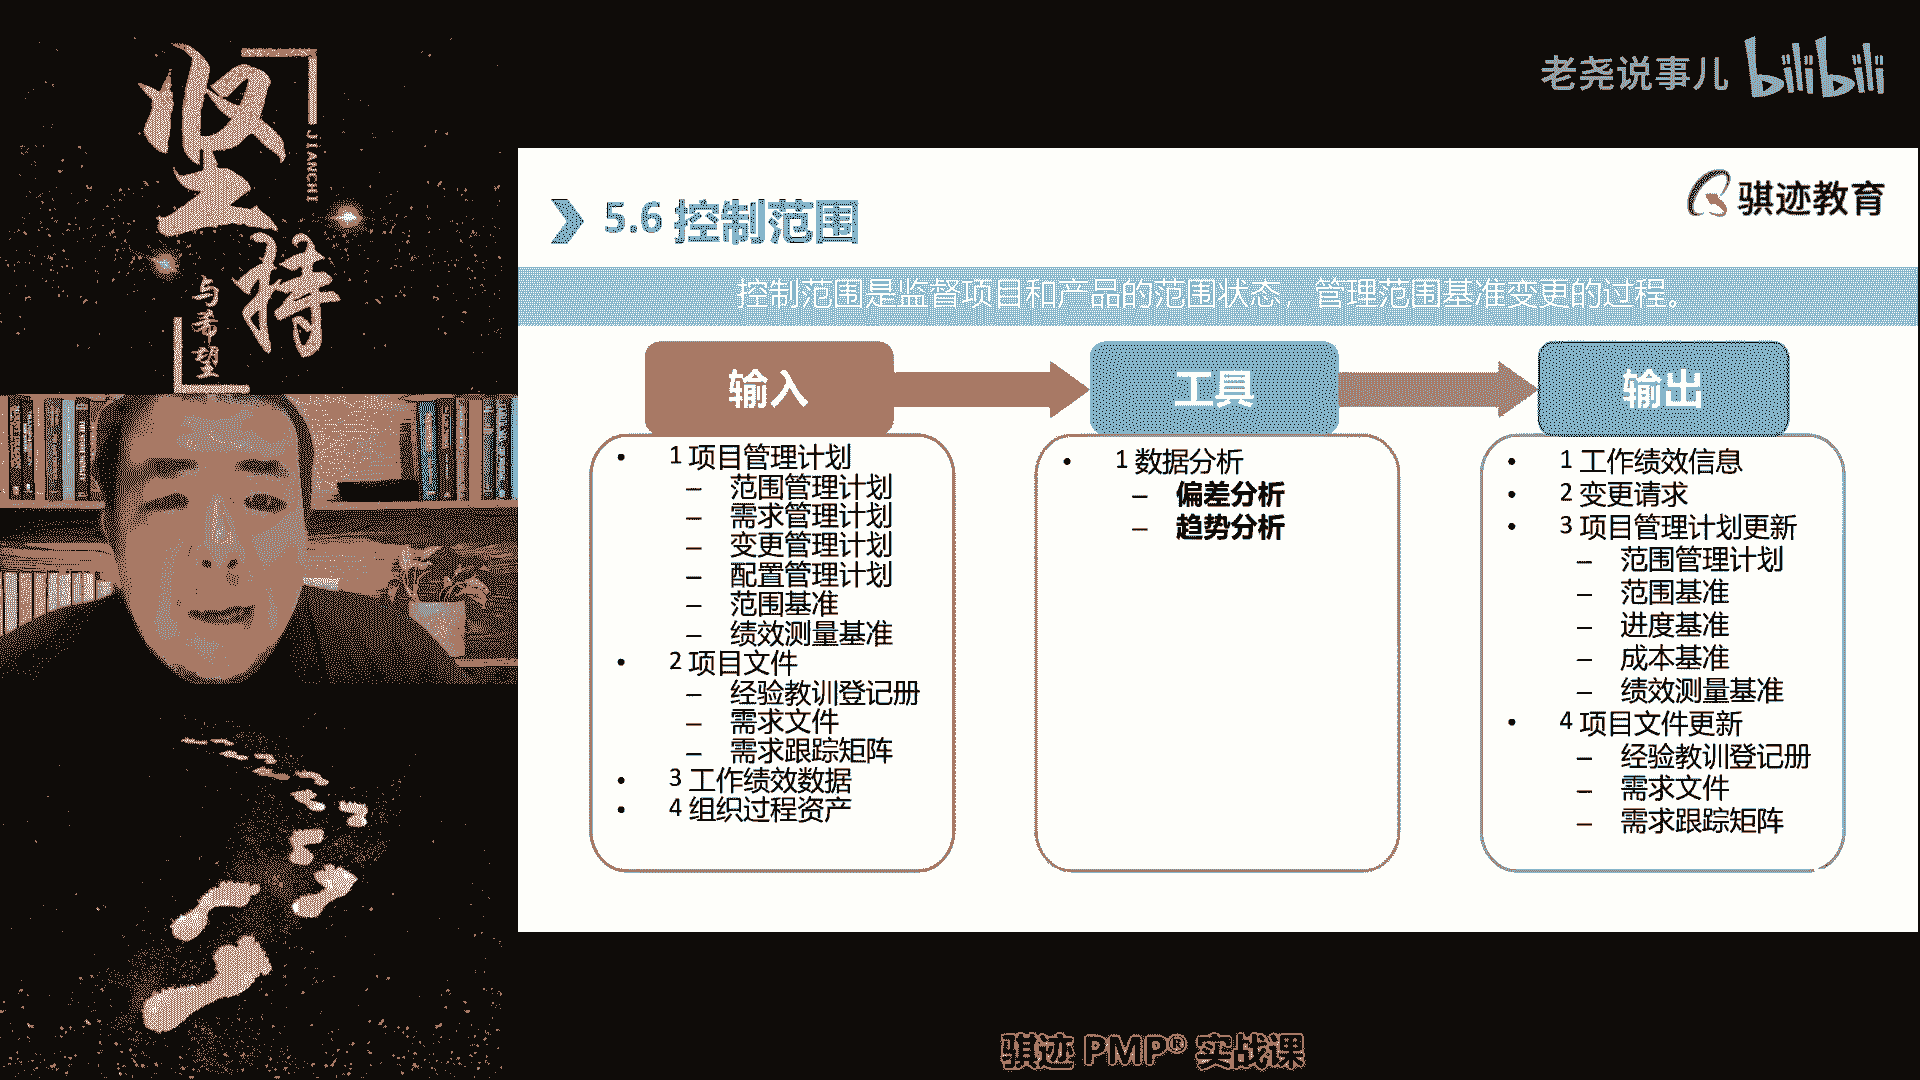 坚持
JIANCHI
与希望
老尧说事儿 bilibili
骐迹教育
5.6 控制范围
控制范围是监督项目和产品的范围状态，管理范围基准变更的过程。
输入
• 1 项目管理计划
– 范围管理计划
– 需求管理计划
– 变更管理计划
– 配置管理计划
– 范围基准
– 绩效测量基准
• 2 项目文件
– 经验教训登记册
– 需求文件
– 需求跟踪矩阵
• 3 工作绩效数据
• 4 组织过程资产
工具
• 1 数据分析
– 偏差分析
– 趋势分析
输出
• 1 工作绩效信息
• 2 变更请求
• 3 项目管理计划更新
– 范围管理计划
– 范围基准
– 进度基准
– 成本基准
– 绩效测量基准
• 4 项目文件更新
– 经验教训登记册
– 需求文件
– 需求跟踪矩阵
骐迹 PMP® 实战课